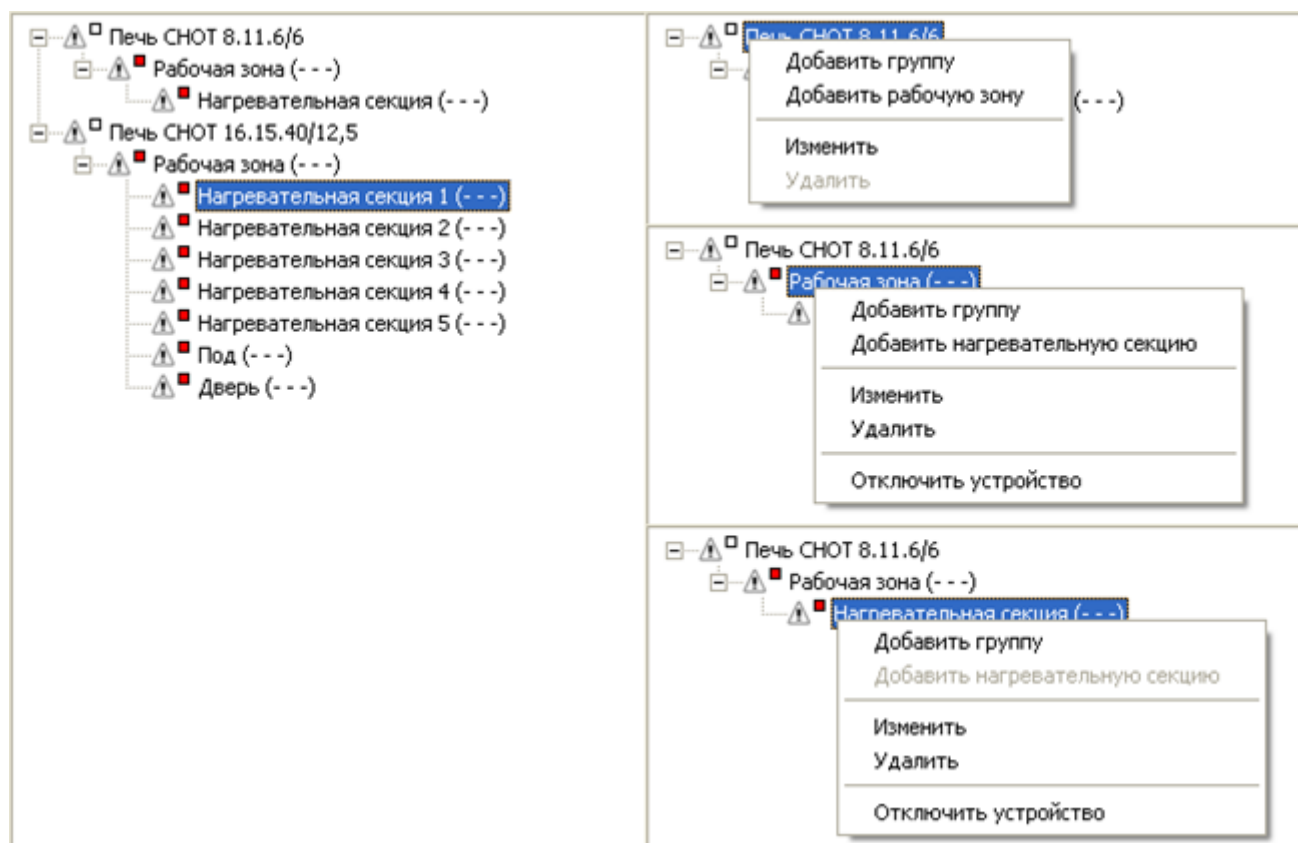 Печь СНОТ 8.11.6/6
Рабочая зона (- - -)
Нагревательная секция (- - -)
Печь СНОТ 16.15.40/12,5
Рабочая зона (- - -)
Нагревательная секция 1 (- - -)
Нагревательная секция 2 (- - -)
Нагревательная секция 3 (- - -)
Нагревательная секция 4 (- - -)
Нагревательная секция 5 (- - -)
Под (- - -)
Дверь (- - -)
Печь СНОТ 8.11.6/6
(- - -)
Добавить группу
Добавить рабочую зону
Изменить
Удалить
Печь СНОТ 8.11.6/6
Рабочая зона (- - -)
Добавить группу
Добавить нагревательную секцию
Изменить
Удалить
Отключить устройство
Печь СНОТ 8.11.6/6
Рабочая зона (- - -)
Нагревательная секция (- - -)
Добавить группу
Добавить нагревательную секцию
Изменить
Удалить
Отключить устройство